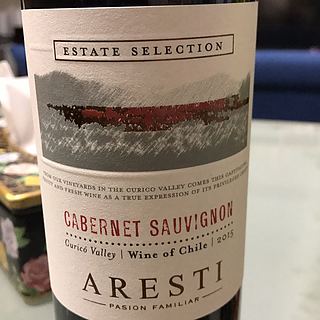 ESTATE SELECTION
FROM OUR VINEYARDS IN THE CURICO VALLEY COMES THIS
AND FRESH WINE AS A TRUE EXPRESSION OF ITS PRIVILEGED
CABERNET SAUVIGNON
Curicó Valley | Wine of Chile | 2015
ARESTI
PASION FAMILIAR